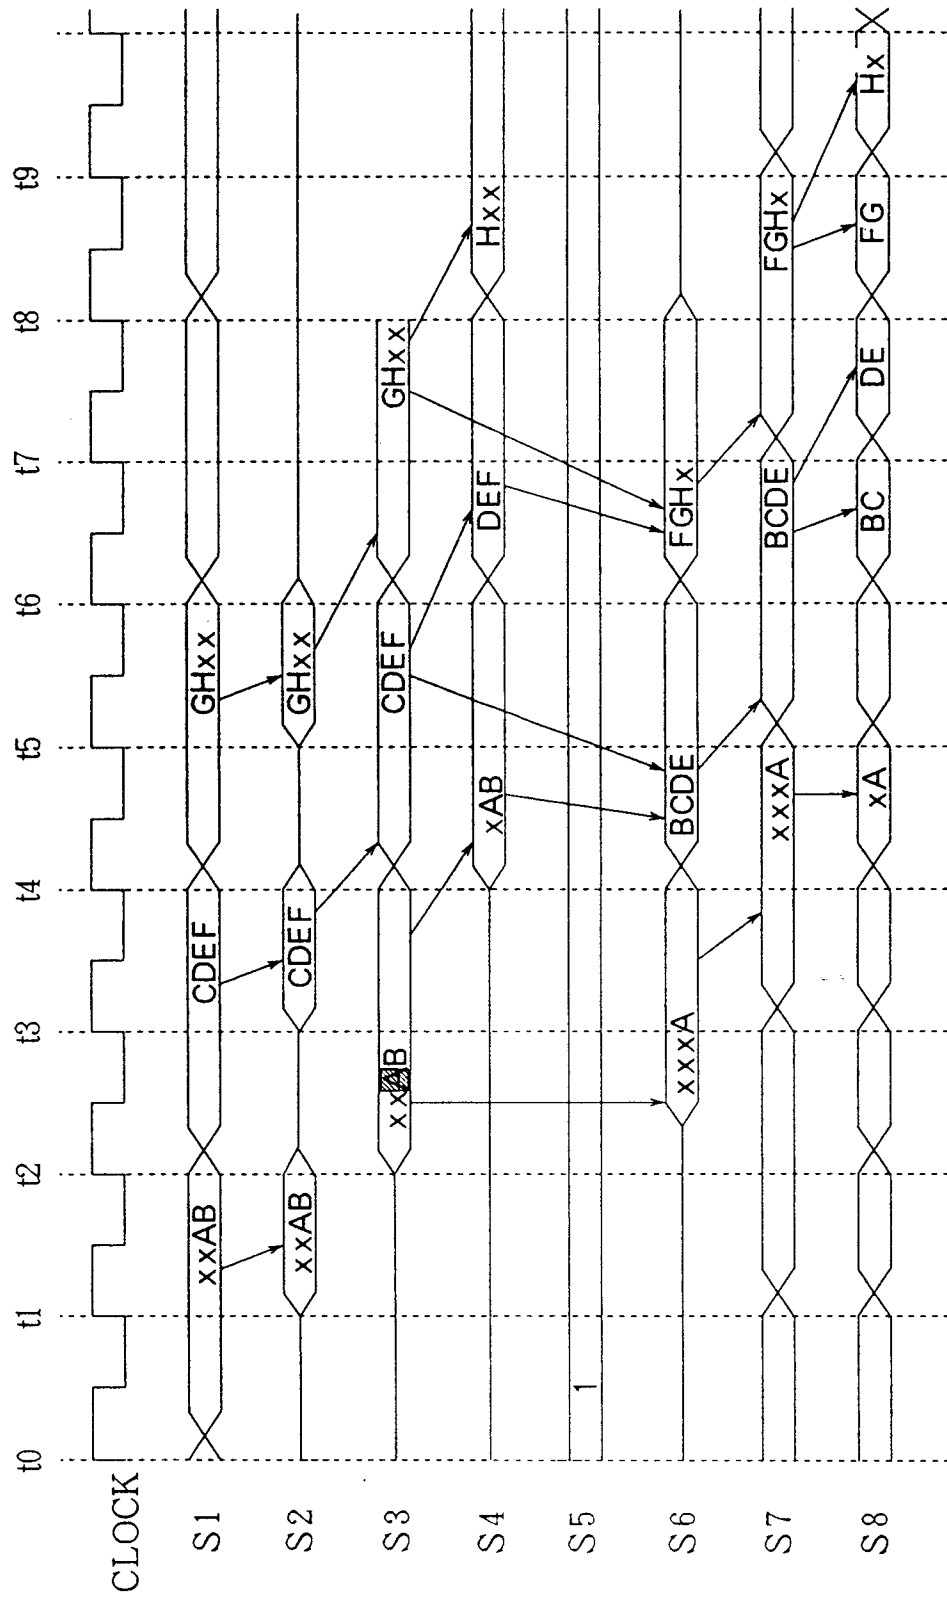 t0 t1 t2 t3 t4 t5 t6 t7 t8 t9
CLOCK
S1 xxAB CDEF GHxx
S2 xxAB CDEF GHxx
S3 xxAB CDEF GHxx
S4 xAB DEF Hxx
S5 1
S6 xxxA BCDE FGHx
S7 xxxA BCDE FGHx
S8 xA BC DE FG Hx